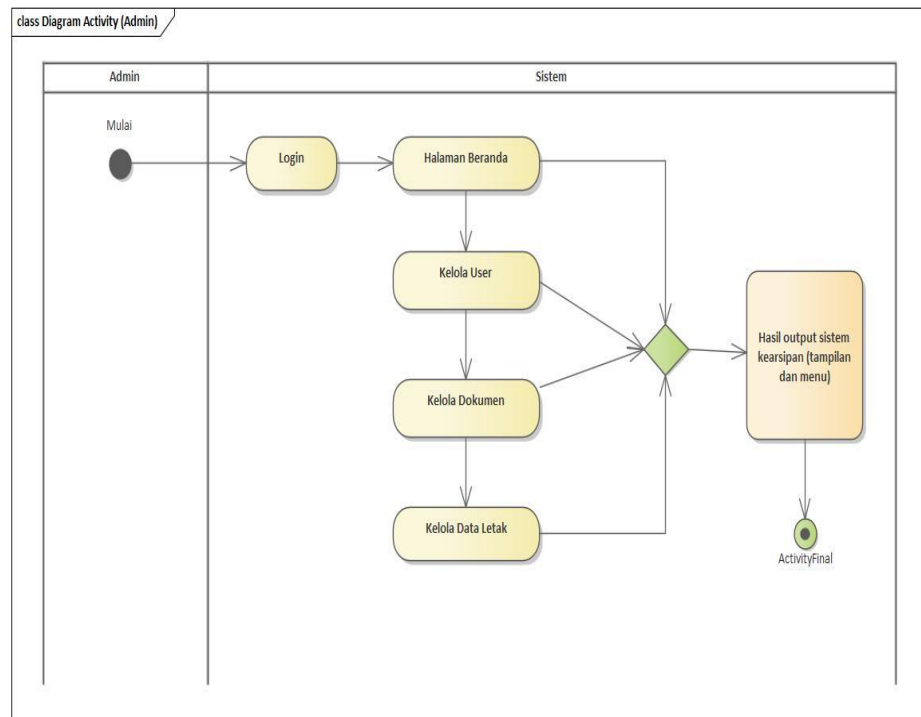 class Diagram Activity (Admin)
Admin
Sistem
Mulai
Login
Halaman Beranda
Kelola User
Kelola Dokumen
Kelola Data Letak
Hasil output sistem
kearsipan (tampilan
dan menu)
ActivityFinal